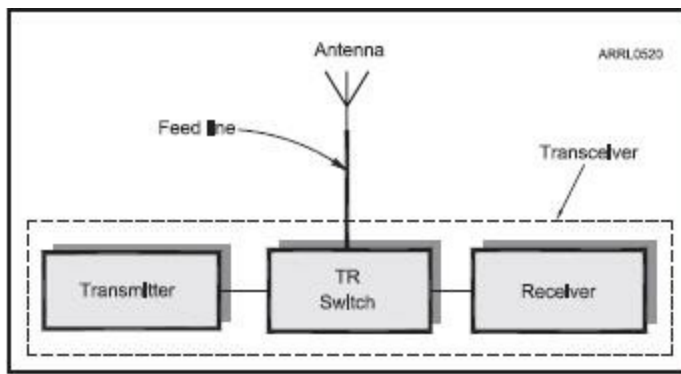 Antenna
ARRL0520
Feed line
Transceiver
Transmitter
TR
Switch
Receiver